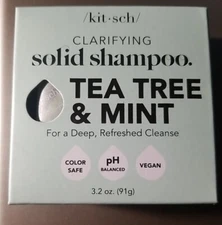 /kit·sch/
CLARIFYING
solid shampoo.
TEA TREE
& MINT
For a Deep, Refreshed Cleanse
COLOR
SAFE
pH
BALANCED
VEGAN
3.2 oz. (91g)